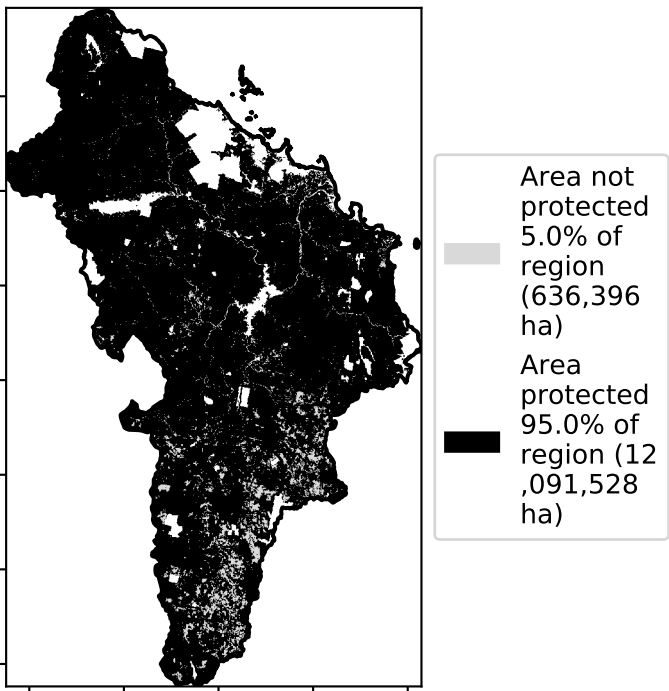 Area not
protected
5.0% of
region
(636,396
ha)
Area
protected
95.0% of
region (12
,091,528
ha)